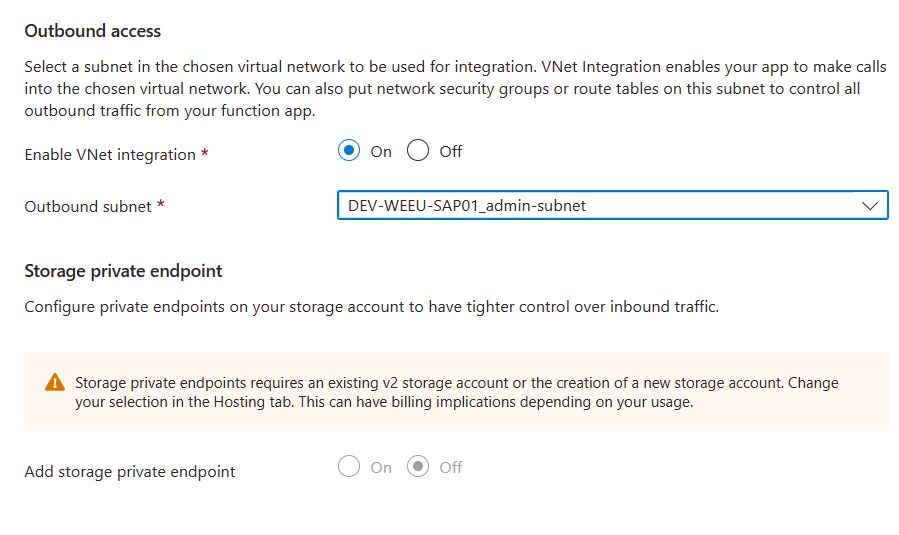 Outbound access
Select a subnet in the chosen virtual network to be used for integration. VNet Integration enables your app to make calls
into the chosen virtual network. You can also put network security groups or route tables on this subnet to control all
outbound traffic from your function app.
Enable VNet integration *
On
Off
Outbound subnet *
DEV-WEEU-SAP01_admin-subnet
Storage private endpoint
Configure private endpoints on your storage account to have tighter control over inbound traffic.
Storage private endpoints requires an existing v2 storage account or the creation of a new storage account. Change
your selection in the Hosting tab. This can have billing implications depending on your usage.
Add storage private endpoint
On
Off